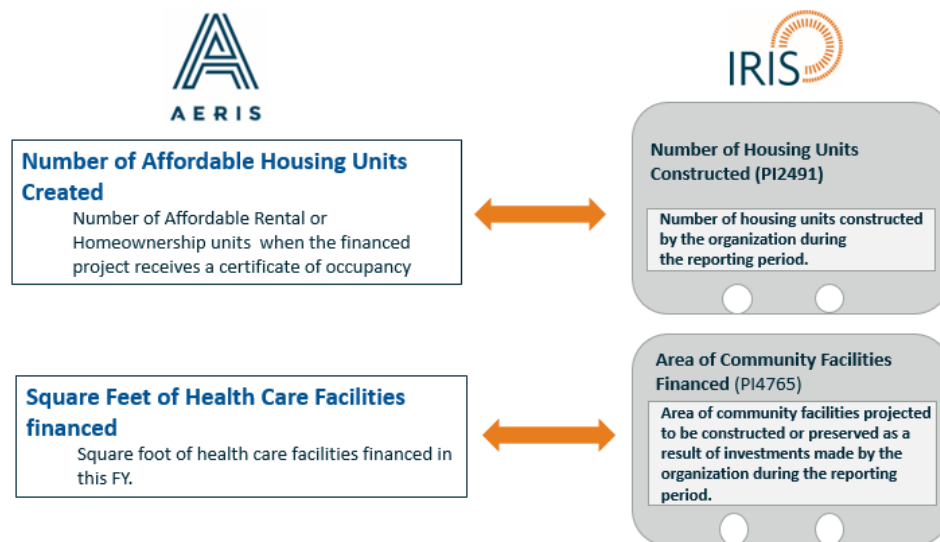 AERIS
IRIS
Number of Affordable Housing Units
Created
Number of Affordable Rental or
Homeownership units when the financed
project receives a certificate of occupancy
Number of Housing Units
Constructed (PI2491)
Number of housing units constructed
by the organization during
the reporting period.
Square Feet of Health Care Facilities
financed
Square foot of health care facilities financed in
this FY.
Area of Community Facilities
Financed (PI4765)
Area of community facilities projected
to be constructed or preserved as a
result of investments made by the
organization during the reporting
period.